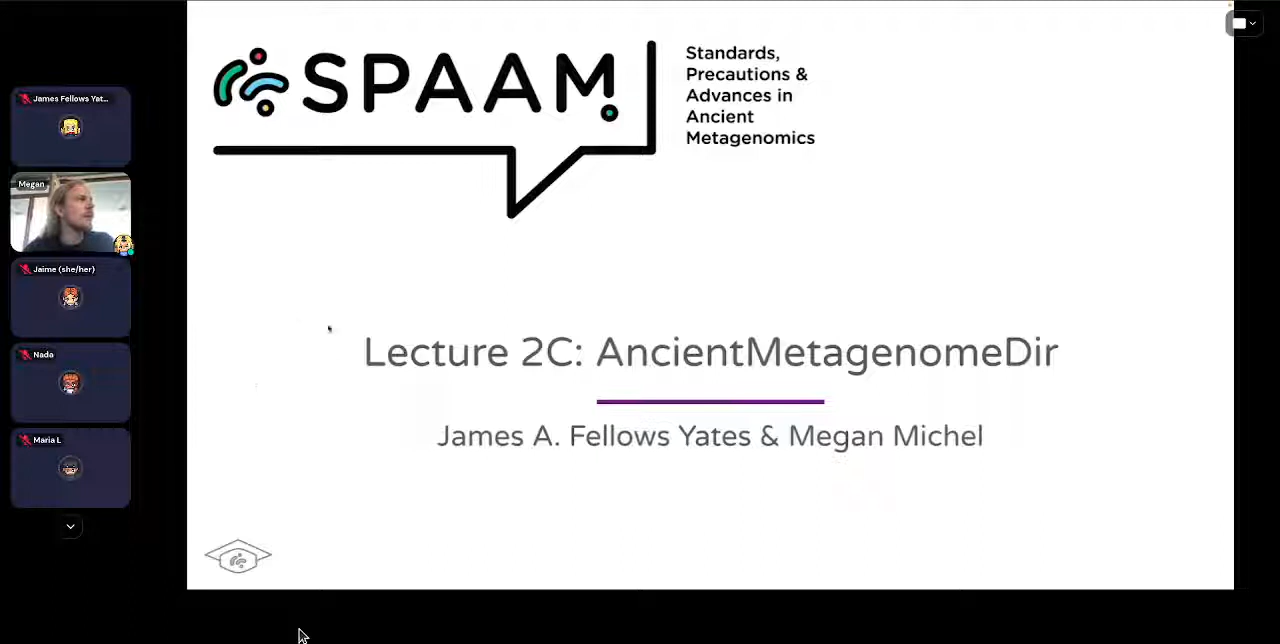 James Fellows Yat...
Megan
Jaime (she/her)
Nada
Maria L
SPAAM
Standards,
Precautions &
Advances in
Ancient
Metagenomics
Lecture 2C: AncientMetagenomeDir
James A. Fellows Yates & Megan Michel